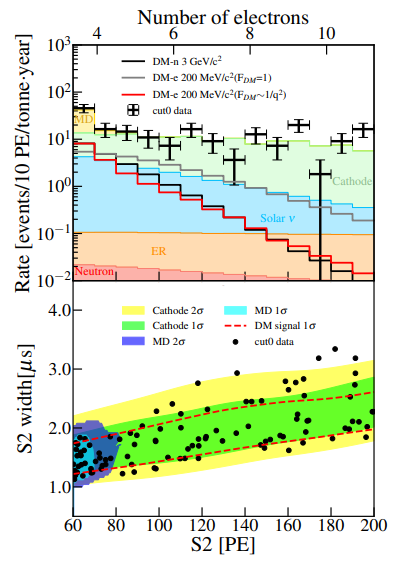 Number of electrons
4 6 8 10
Rate [events/10 PE/tonne·year]
10³
10²
10¹
10⁰
10⁻¹
10⁻²
DM-n 3 GeV/c²
DM-e 200 MeV/c²(F_DM=1)
DM-e 200 MeV/c²(F_DM~1/q²)
cut0 data
MD
Cathode
Solar ν
ER
Neutron
S2 width[μs]
4.0
3.0
2.0
1.0
Cathode 2σ
Cathode 1σ
MD 2σ
MD 1σ
DM signal 1σ
cut0 data
60 80 100 120 140 160 180 200
S2 [PE]